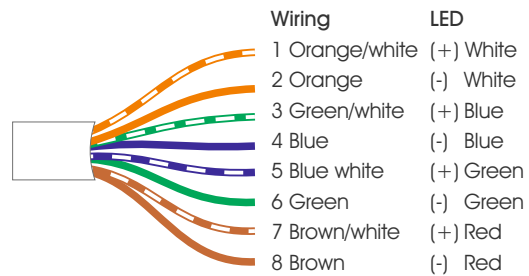 Wiring LED
1 Orange/white (+) White
2 Orange (-) White
3 Green/white (+) Blue
4 Blue (-) Blue
5 Blue white (+) Green
6 Green (-) Green
7 Brown/white (+) Red
8 Brown (-) Red